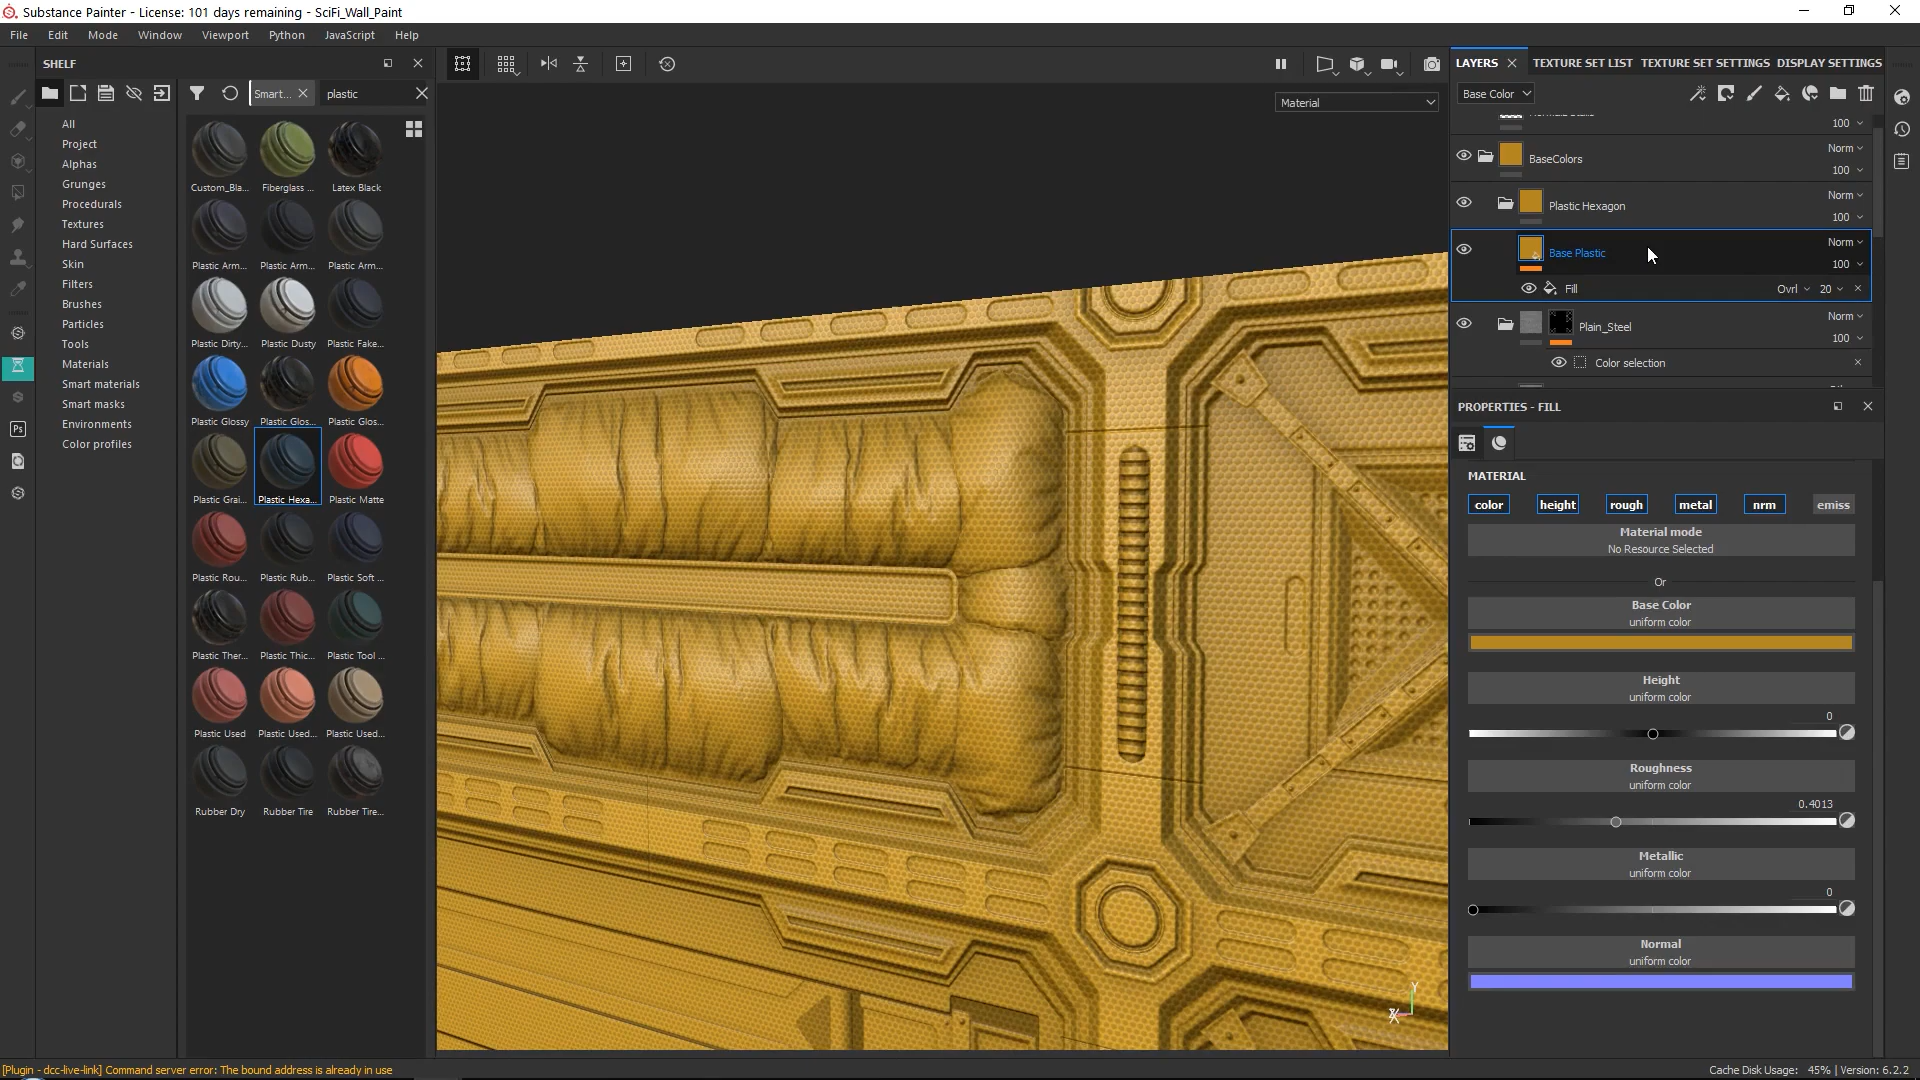 Substance Painter - License: 101 days remaining - SciFi_Wall_Paint
File Edit Mode Window Viewport Python JavaScript Help
SHELF
Smart... plastic
All
Project
Alphas
Grunges
Procedurals
Textures
Hard Surfaces
Skin
Filters
Brushes
Particles
Tools
Materials
Smart materials
Smart masks
Environments
Color profiles
Custom_Bla... Fiberglass ... Latex Black
Plastic Arm... Plastic Arm... Plastic Arm...
Plastic Dirty... Plastic Dusty Plastic Fake...
Plastic Glossy Plastic Glos... Plastic Glos...
Plastic Grai... Plastic Hexa... Plastic Matte
Plastic Rou... Plastic Rub... Plastic Soft ...
Plastic Ther... Plastic Thic... Plastic Tool ...
Plastic Used Plastic Used... Plastic Used...
Rubber Dry Rubber Tire Rubber Tire...
Ps
Material
Y
X
LAYERS TEXTURE SET LIST TEXTURE SET SETTINGS DISPLAY SETTINGS
Base Color
100
BaseColors Norm
100
Plastic Hexagon Norm
100
Base Plastic Norm
100
Fill Ovrl 20
Plain_Steel Norm
100
Color selection
PROPERTIES - FILL
MATERIAL
color height rough metal nrm emiss
Material mode
No Resource Selected
Or
Base Color
uniform color
Height
uniform color
0
Roughness
uniform color
0.4013
Metallic
uniform color
0
Normal
uniform color
[Plugin - dcc-live-link] Command server error: The bound address is already in use
Cache Disk Usage: 45% | Version: 6.2.2